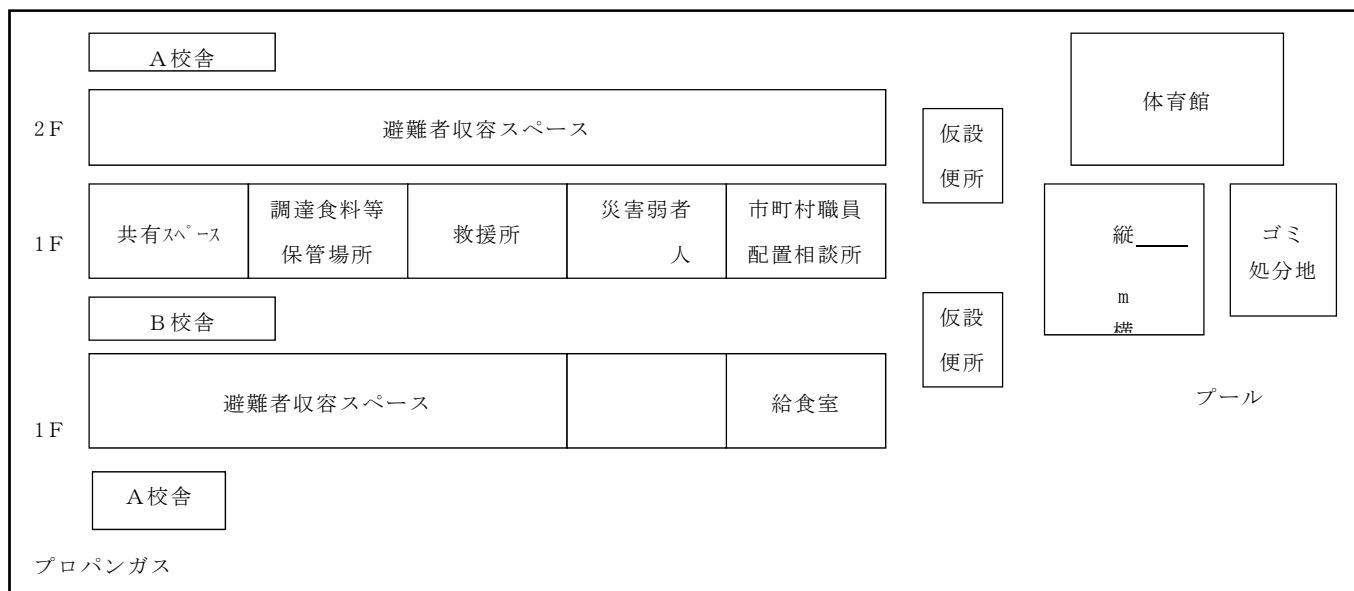 A校舎
2F
避難者収容スペース
仮設
便所
体育館
1F
共有スペース
調達食料等
保管場所
救援所
災害弱者
人
市町村職員
配置相談所
縦
m
横
ゴミ
処分地
B校舎
仮設
便所
1F
避難者収容スペース
給食室
プール
A校舎
プロパンガス